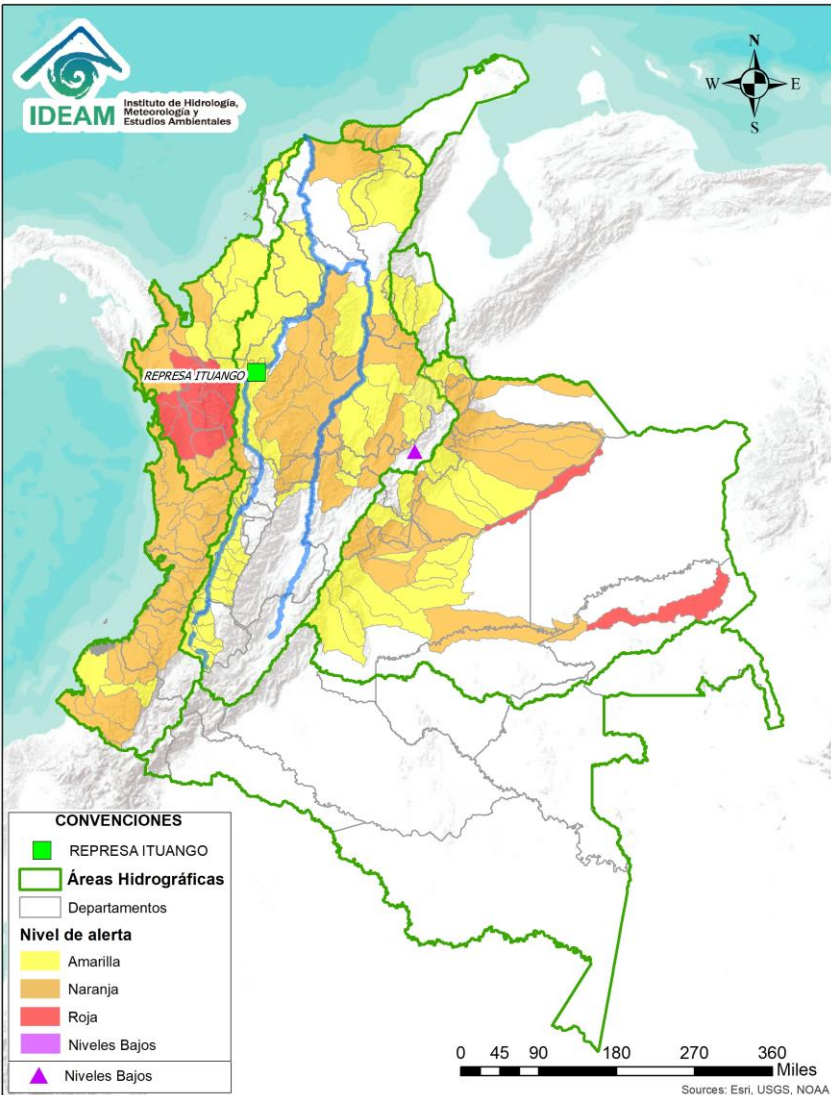 IDEAM
Instituto de Hidrología,
Meteorología y
Estudios Ambientales
N
W
E
S
REPRESA ITUANGO
CONVENCIONES
REPRESA ITUANGO
Áreas Hidrográficas
Departamentos
Nivel de alerta
Amarilla
Naranja
Roja
Niveles Bajos
Niveles Bajos
0 45 90 180 270 360
Miles
Sources: Esri, USGS, NOAA